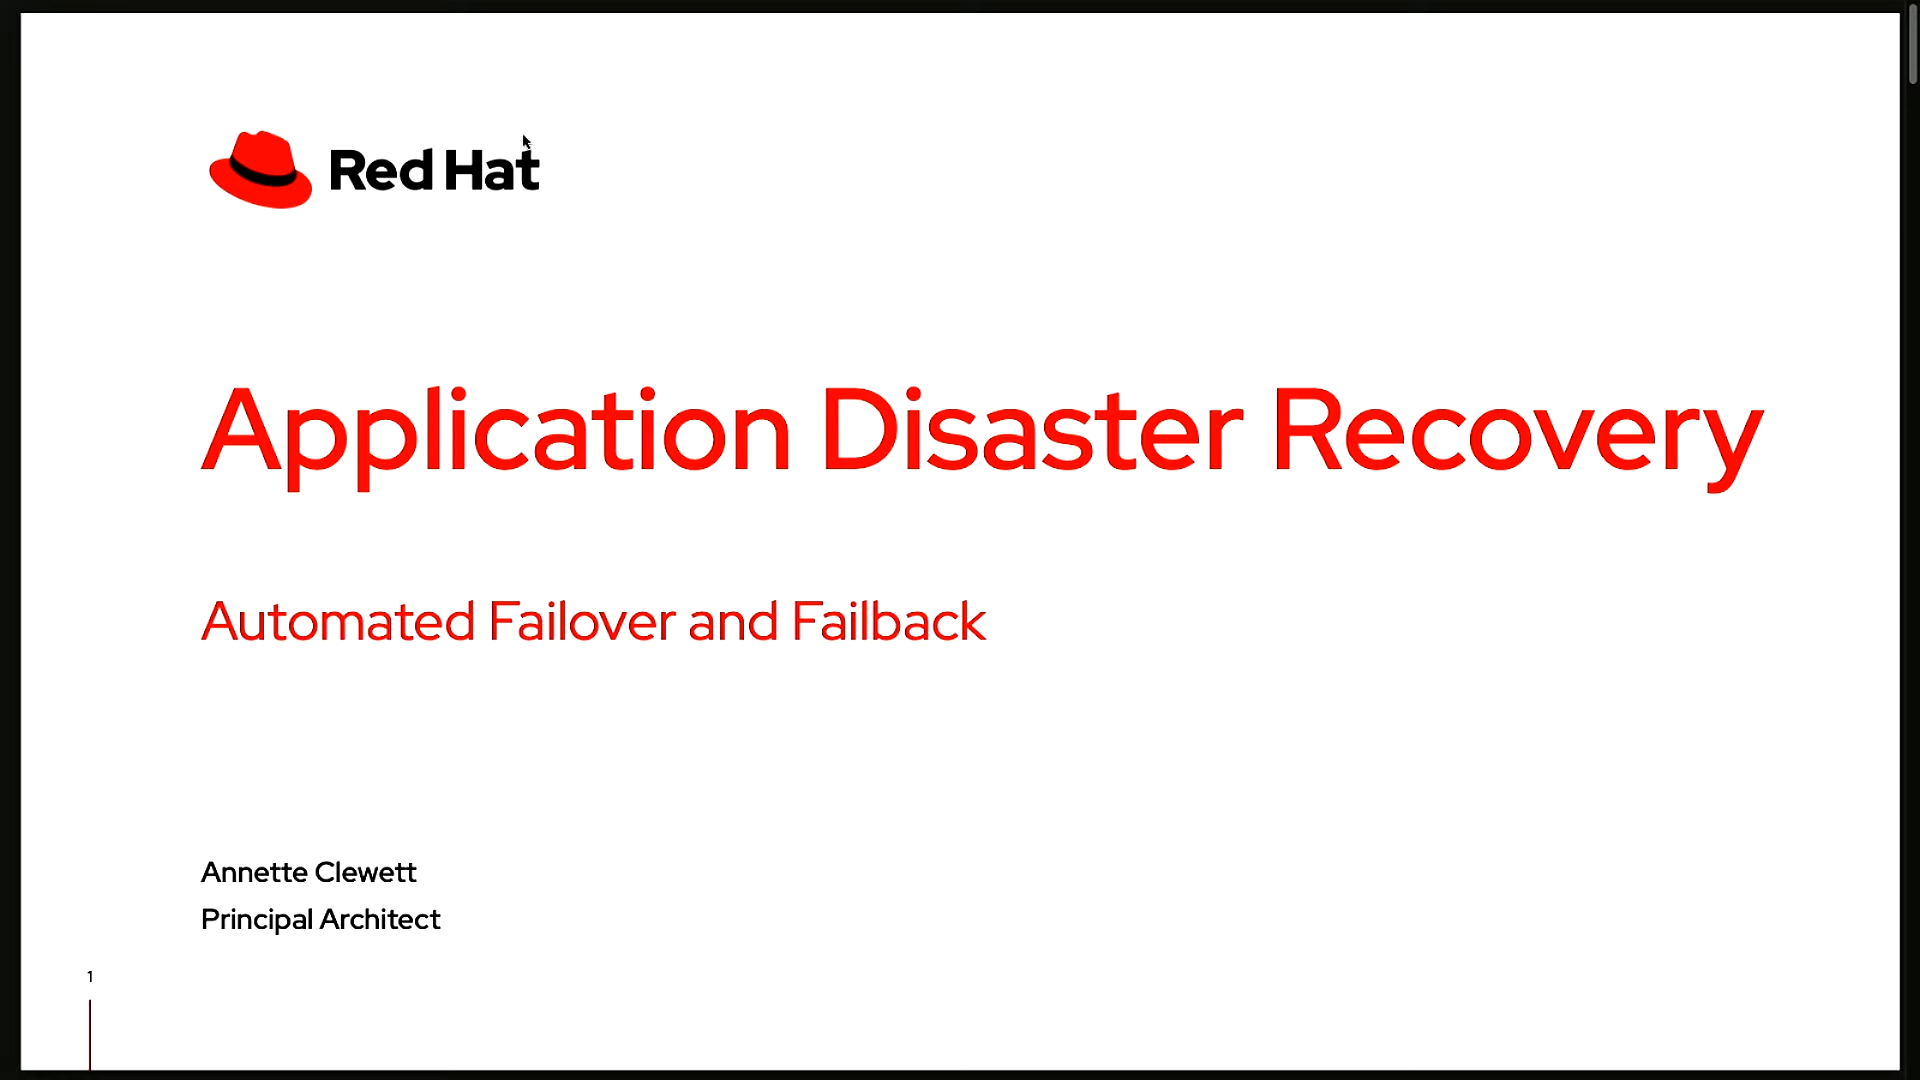 Red Hat
Application Disaster Recovery
Automated Failover and Failback
Annette Clewett
Principal Architect
1